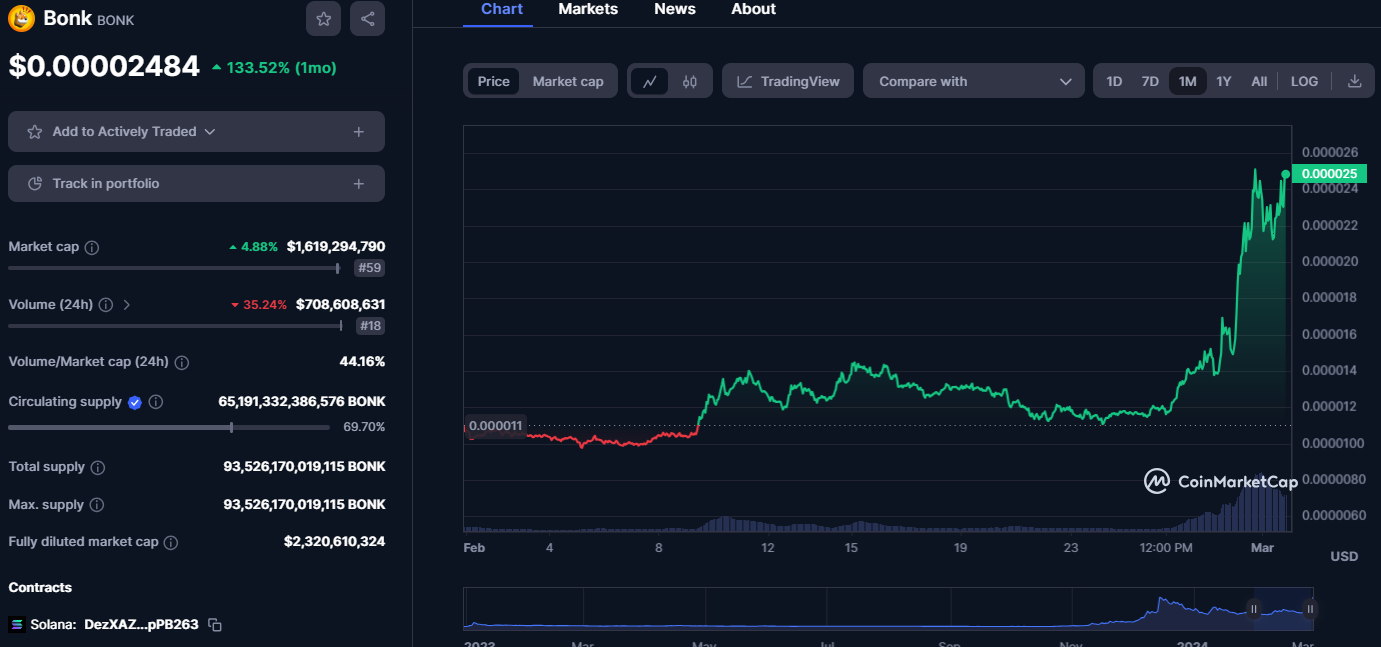 Bonk BONK
$0.00002484 133.52% (1mo)
Add to Actively Traded
Track in portfolio
Market cap 4.88% $1,619,294,790
#59
Volume (24h) 35.24% $708,608,631
#18
Volume/Market cap (24h) 44.16%
Circulating supply 65,191,332,386,576 BONK
69.70%
Total supply 93,526,170,019,115 BONK
Max. supply 93,526,170,019,115 BONK
Fully diluted market cap $2,320,610,324
Contracts
Solana: DezXAZ...pPB263
Chart Markets News About
Price Market cap TradingView Compare with 1D 7D 1M 1Y All LOG
0.000026
0.000025
0.000024
0.000022
0.000020
0.000018
0.000016
0.000014
0.000012
0.000011
0.0000100
0.0000080
0.0000060
CoinMarketCap
Feb 4 8 12 15 19 23 12:00 PM Mar
USD
2023 Mar May Jul Sep Nov 2024 Mar